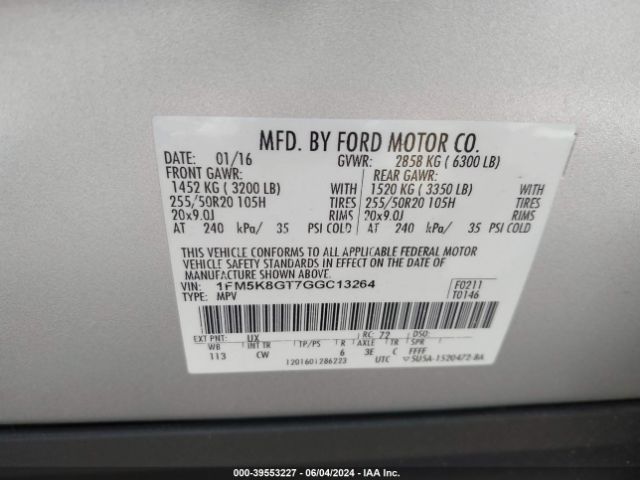 MFD. BY FORD MOTOR CO.
DATE: 01/16 GVWR: 2858 KG ( 6300 LB)
FRONT GAWR: REAR GAWR:
1452 KG ( 3200 LB) WITH 1520 KG ( 3350 LB) WITH
255/50R20 105H TIRES 255/50R20 105H TIRES
20x9.0J RIMS 20x9.0J RIMS
AT 240 kPa/ 35 PSI COLD AT 240 kPa/ 35 PSI COLD
THIS VEHICLE CONFORMS TO ALL APPLICABLE FEDERAL MOTOR
VEHICLE SAFETY STANDARDS IN EFFECT ON THE DATE OF
MANUFACTURE SHOWN ABOVE.
VIN: 1FM5K8GT7GGC13264 F0211
TYPE: MPV T0146
EXT PNT: UX RC: 72 DSO:
WB INT TR TP/PS R AXLE TR SPR
113 CW 6 3E C FFFF
1201601286223 UTC 5U5A-1520472-BA
000-39553227 - 06/04/2024 - IAA